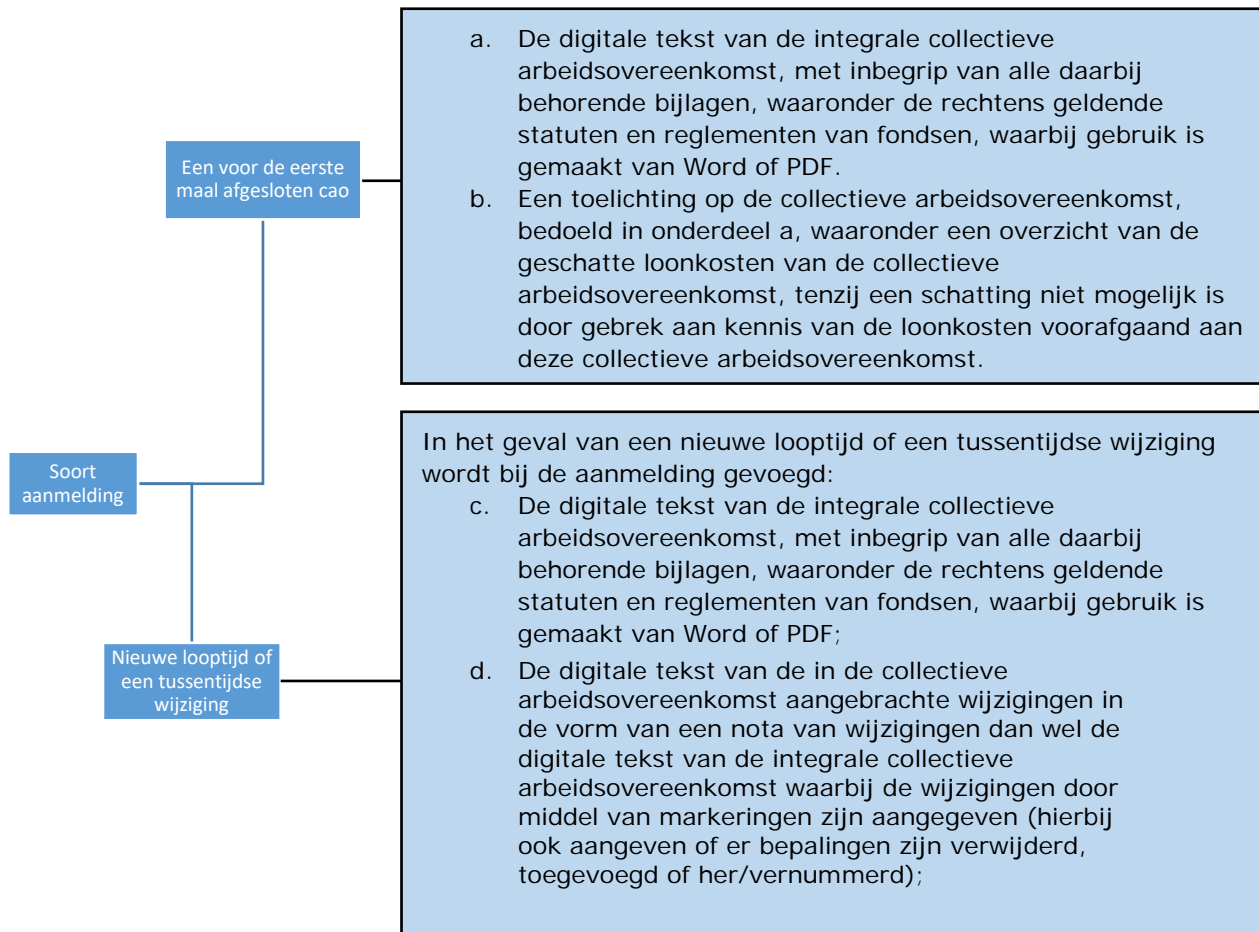 a. De digitale tekst van de integrale collectieve
arbeidsovereenkomst, met inbegrip van alle daarbij
behorende bijlagen, waaronder de rechtens geldende
statuten en reglementen van fondsen, waarbij gebruik is
gemaakt van Word of PDF.
b. Een toelichting op de collectieve arbeidsovereenkomst,
bedoeld in onderdeel a, waaronder een overzicht van de
geschatte loonkosten van de collectieve
arbeidsovereenkomst, tenzij een schatting niet mogelijk is
door gebrek aan kennis van de loonkosten voorafgaand aan
deze collectieve arbeidsovereenkomst.
Een voor de eerste
maal afgesloten cao
Soort
aanmelding
In het geval van een nieuwe looptijd of een tussentijdse wijziging
wordt bij de aanmelding gevoegd:
c. De digitale tekst van de integrale collectieve
arbeidsovereenkomst, met inbegrip van alle daarbij
behorende bijlagen, waaronder de rechtens geldende
statuten en reglementen van fondsen, waarbij gebruik is
gemaakt van Word of PDF;
d. De digitale tekst van de in de collectieve
arbeidsovereenkomst aangebrachte wijzigingen in
de vorm van een nota van wijzigingen dan wel de
digitale tekst van de integrale collectieve
arbeidsovereenkomst waarbij de wijzigingen door
middel van markeringen zijn aangegeven (hierbij
ook aangeven of er bepalingen zijn verwijderd,
toegevoegd of her/vernummerd);
Nieuwe looptijd of
een tussentijdse
wijziging